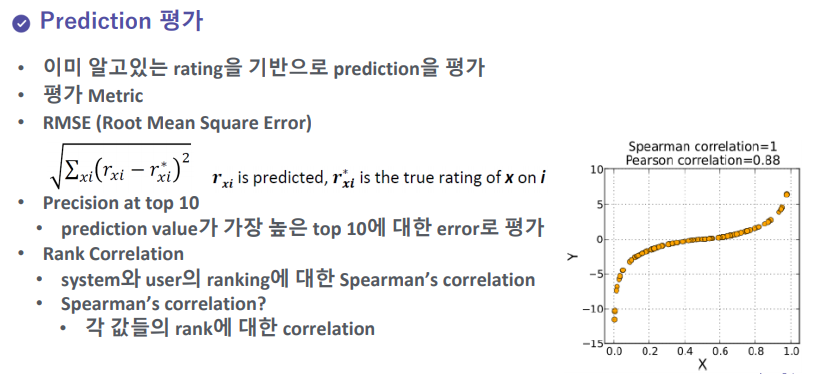 Prediction 평가
• 이미 알고있는 rating을 기반으로 prediction을 평가
• 평가 Metric
• RMSE (Root Mean Square Error)
√Σ_{xi}(r_{xi} − r*_{xi})² r_{xi} is predicted, r*_{xi} is the true rating of x on i
• Precision at top 10
• prediction value가 가장 높은 top 10에 대한 error로 평가
• Rank Correlation
• system와 user의 ranking에 대한 Spearman's correlation
• Spearman's correlation?
• 각 값들의 rank에 대한 correlation
Spearman correlation=1
Pearson correlation=0.88
10
5
0
−5
−10
−15
Y
0.0 0.2 0.4 0.6 0.8 1.0
X